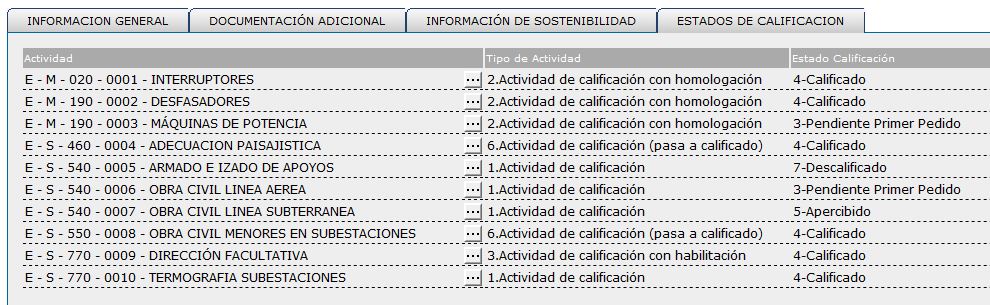 INFORMACION GENERAL DOCUMENTACIÓN ADICIONAL INFORMACIÓN DE SOSTENIBILIDAD ESTADOS DE CALIFICACION
Actividad Tipo de Actividad Estado Calificación
E - M - 020 - 0001 - INTERRUPTORES ... 2.Actividad de calificación con homologación 4-Calificado
E - M - 190 - 0002 - DESFASADORES ... 2.Actividad de calificación con homologación 4-Calificado
E - M - 190 - 0003 - MÁQUINAS DE POTENCIA ... 2.Actividad de calificación con homologación 3-Pendiente Primer Pedido
E - S - 460 - 0004 - ADECUACION PAISAJISTICA ... 6.Actividad de calificación (pasa a calificado) 4-Calificado
E - S - 540 - 0005 - ARMADO E IZADO DE APOYOS ... 1.Actividad de calificación 7-Descalificado
E - S - 540 - 0006 - OBRA CIVIL LINEA AEREA ... 1.Actividad de calificación 3-Pendiente Primer Pedido
E - S - 540 - 0007 - OBRA CIVIL LINEA SUBTERRANEA ... 1.Actividad de calificación 5-Apercibido
E - S - 550 - 0008 - OBRA CIVIL MENORES EN SUBESTACIONES ... 6.Actividad de calificación (pasa a calificado) 4-Calificado
E - S - 770 - 0009 - DIRECCIÓN FACULTATIVA ... 3.Actividad de calificación con habilitación 4-Calificado
E - S - 770 - 0010 - TERMOGRAFIA SUBESTACIONES ... 1.Actividad de calificación 4-Calificado